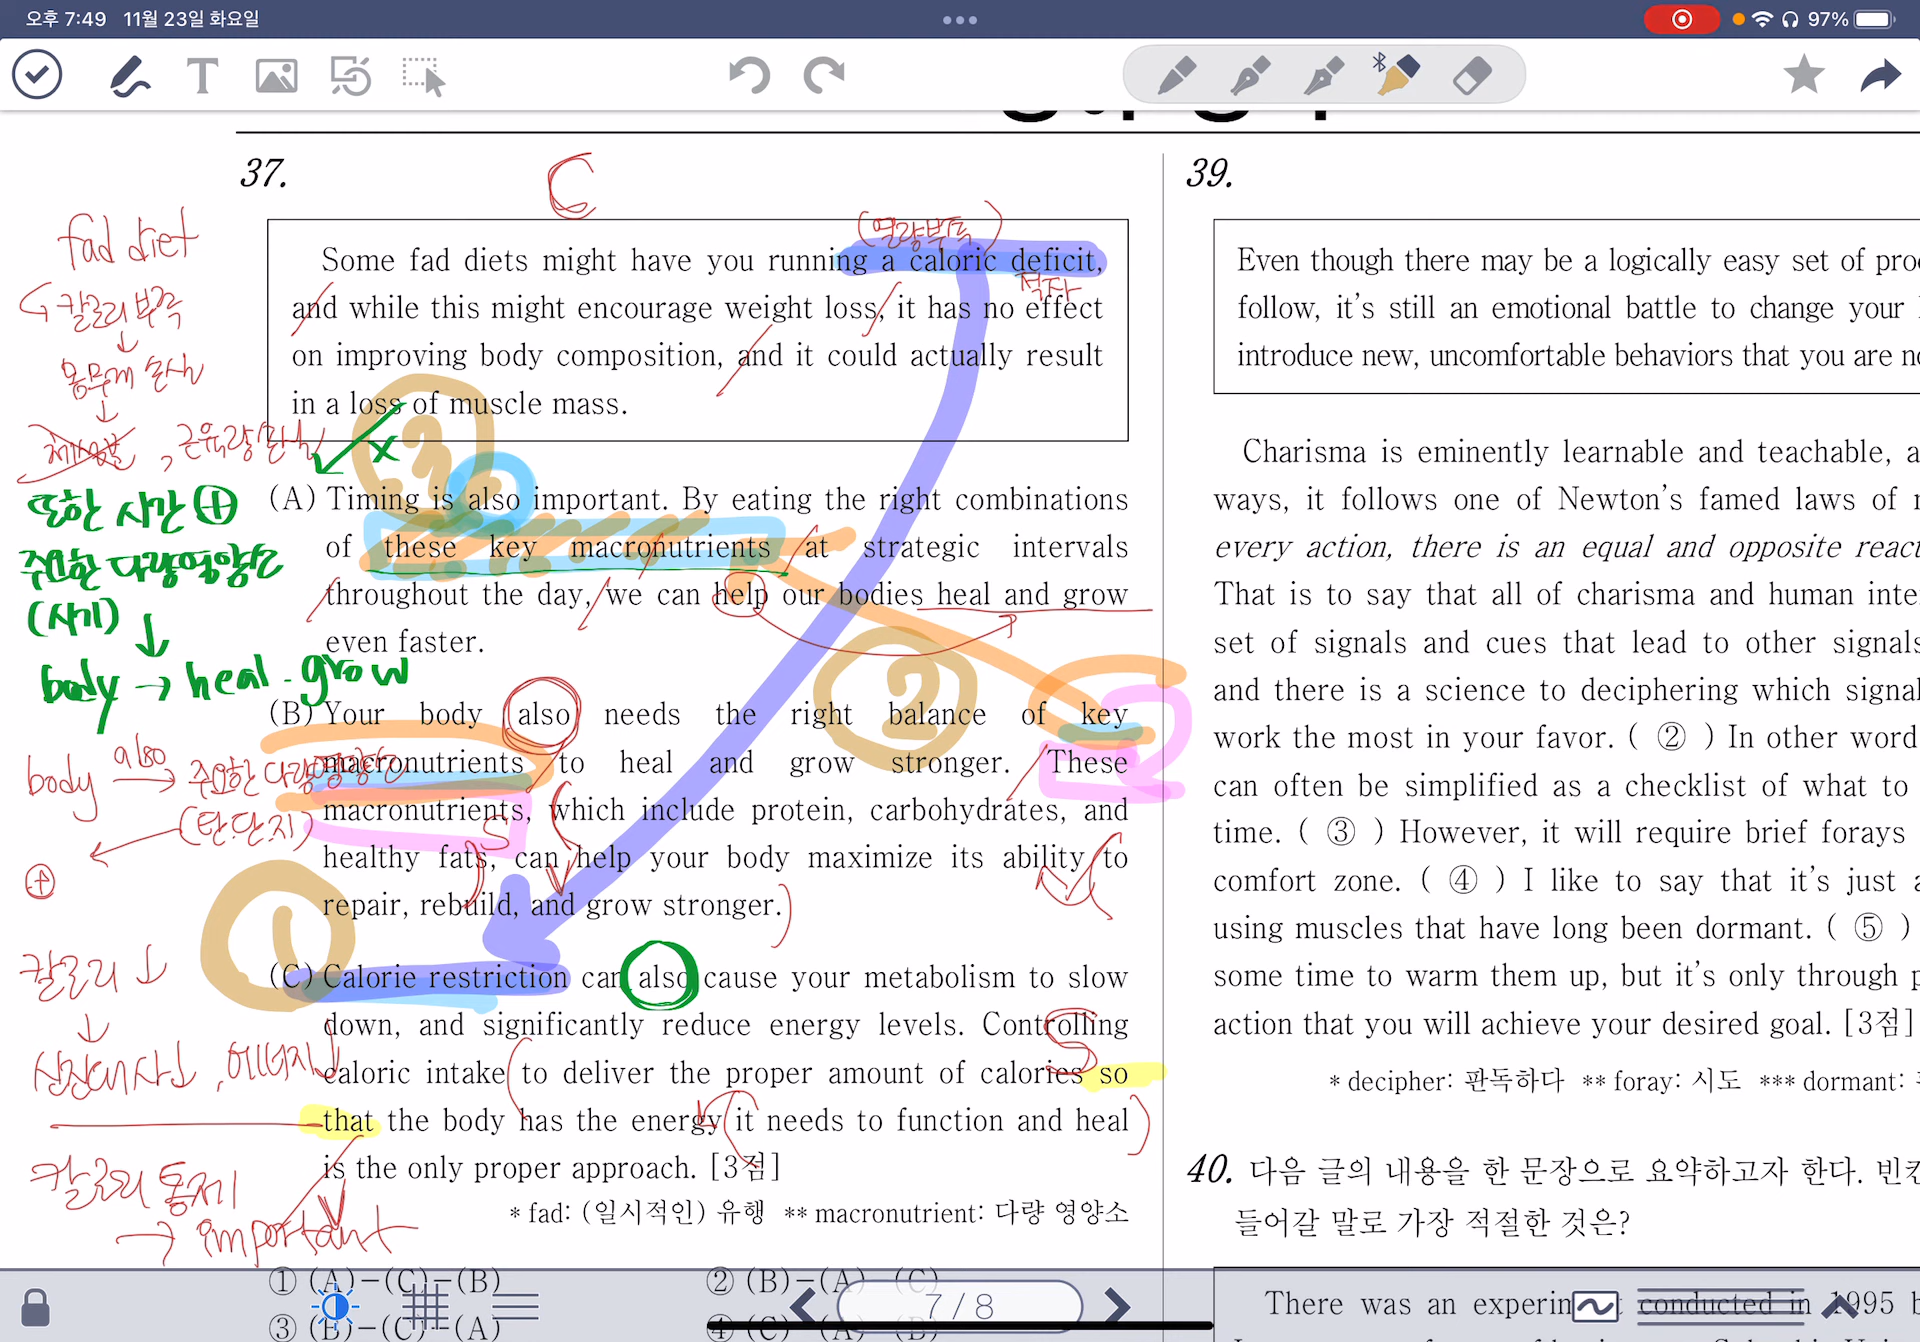 오후 7:49 11월 23일 화요일
97%
37.
C
Some fad diets might have you running a caloric deficit,
and while this might encourage weight loss, it has no effect
on improving body composition, and it could actually result
in a loss of muscle mass.
(열량부족)
적자
fad diet
칼로리 부족
몸무게 손실
근육량 손실
X
③
(A) Timing is also important. By eating the right combinations
of these key macronutrients at strategic intervals
throughout the day, we can help our bodies heal and grow
even faster.
또한 시간 ⊕
주요한 다량영양소
(시기)
body → heal - grow
②
(B) Your body also needs the right balance of key
macronutrients to heal and grow stronger. These
macronutrients, which include protein, carbohydrates, and
healthy fats, can help your body maximize its ability to
repair, rebuild, and grow stronger.
body also → 주요한 다량영양소
(탄단지)
⊕
S
①
(C) Calorie restriction can also cause your metabolism to slow
down, and significantly reduce energy levels. Controlling
caloric intake to deliver the proper amount of calories so
that the body has the energy it needs to function and heal
is the only proper approach. [3점]
S
칼로리 ↓
신진대사↓, 에너지↓
칼로리 통제
→ important
* fad: (일시적인) 유행 ** macronutrient: 다량 영양소
① (A)-(C)-(B)
② (B)-(A)-(C)
③ (B)-(C)-(A)
④ (C)-(A)-(B)
39.
Even though there may be a logically easy set of
follow, it's still an emotional battle to change your
introduce new, uncomfortable behaviors that you are
Charisma is eminently learnable and teachable,
ways, it follows one of Newton's famed laws of
every action, there is an equal and opposite
That is to say that all of charisma and human
set of signals and cues that lead to other signals
and there is a science to deciphering which
work the most in your favor. ( ② ) In other
can often be simplified as a checklist of what to
time. ( ③ ) However, it will require brief forays
comfort zone. ( ④ ) I like to say that it's just
using muscles that have long been dormant. ( ⑤ )
some time to warm them up, but it's only through
action that you will achieve your desired goal. [3점]
* decipher: 판독하다 ** foray: 시도 *** dormant:
40. 다음 글의 내용을 한 문장으로 요약하고자 한다.
들어갈 말로 가장 적절한 것은?
There was an conducted in 1995
7 / 8